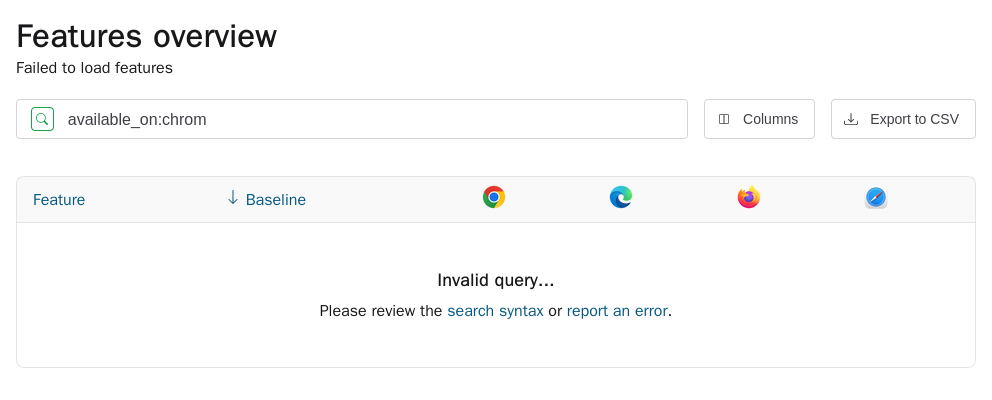 Features overview
Failed to load features
available_on:chrom
Columns
Export to CSV
Feature
Baseline
Invalid query...
Please review the search syntax or report an error.